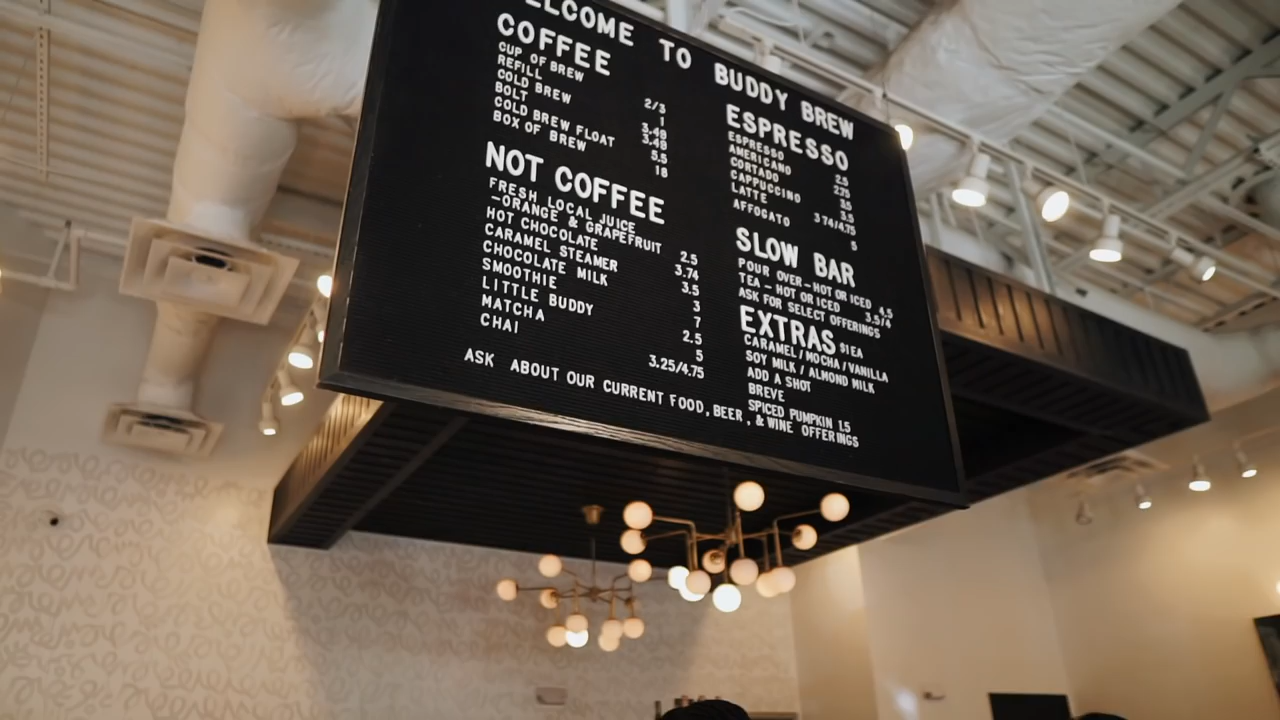 ELCOME TO BUDDY BREW
COFFEE
CUP OF BREW 2/3
REFILL 1
COLD BREW 3.49
BOLT 3.49
COLD BREW FLOAT 5.5
BOX OF BREW 18
NOT COFFEE
FRESH LOCAL JUICE
-ORANGE & GRAPEFRUIT 2.5
HOT CHOCOLATE 3.74
CARAMEL STEAMER 3.5
CHOCOLATE MILK 3
SMOOTHIE 7
LITTLE BUDDY 2.5
MATCHA 5
CHAI 3.25/4.75
ESPRESSO
ESPRESSO 2.5
AMERICANO 2.75
CORTADO 3.5
CAPPUCCINO 3.5
LATTE 3 74/4.75
AFFOGATO 5
SLOW BAR
POUR OVER-HOT OR ICED 4.5
TEA - HOT OR ICED 3.5/4
ASK FOR SELECT OFFERINGS
EXTRAS $1 EA
CARAMEL/MOCHA/VANILLA
SOY MILK / ALMOND MILK
ADD A SHOT
BREVE
SPICED PUMPKIN 1.5
ASK ABOUT OUR CURRENT FOOD, BEER, & WINE OFFERINGS